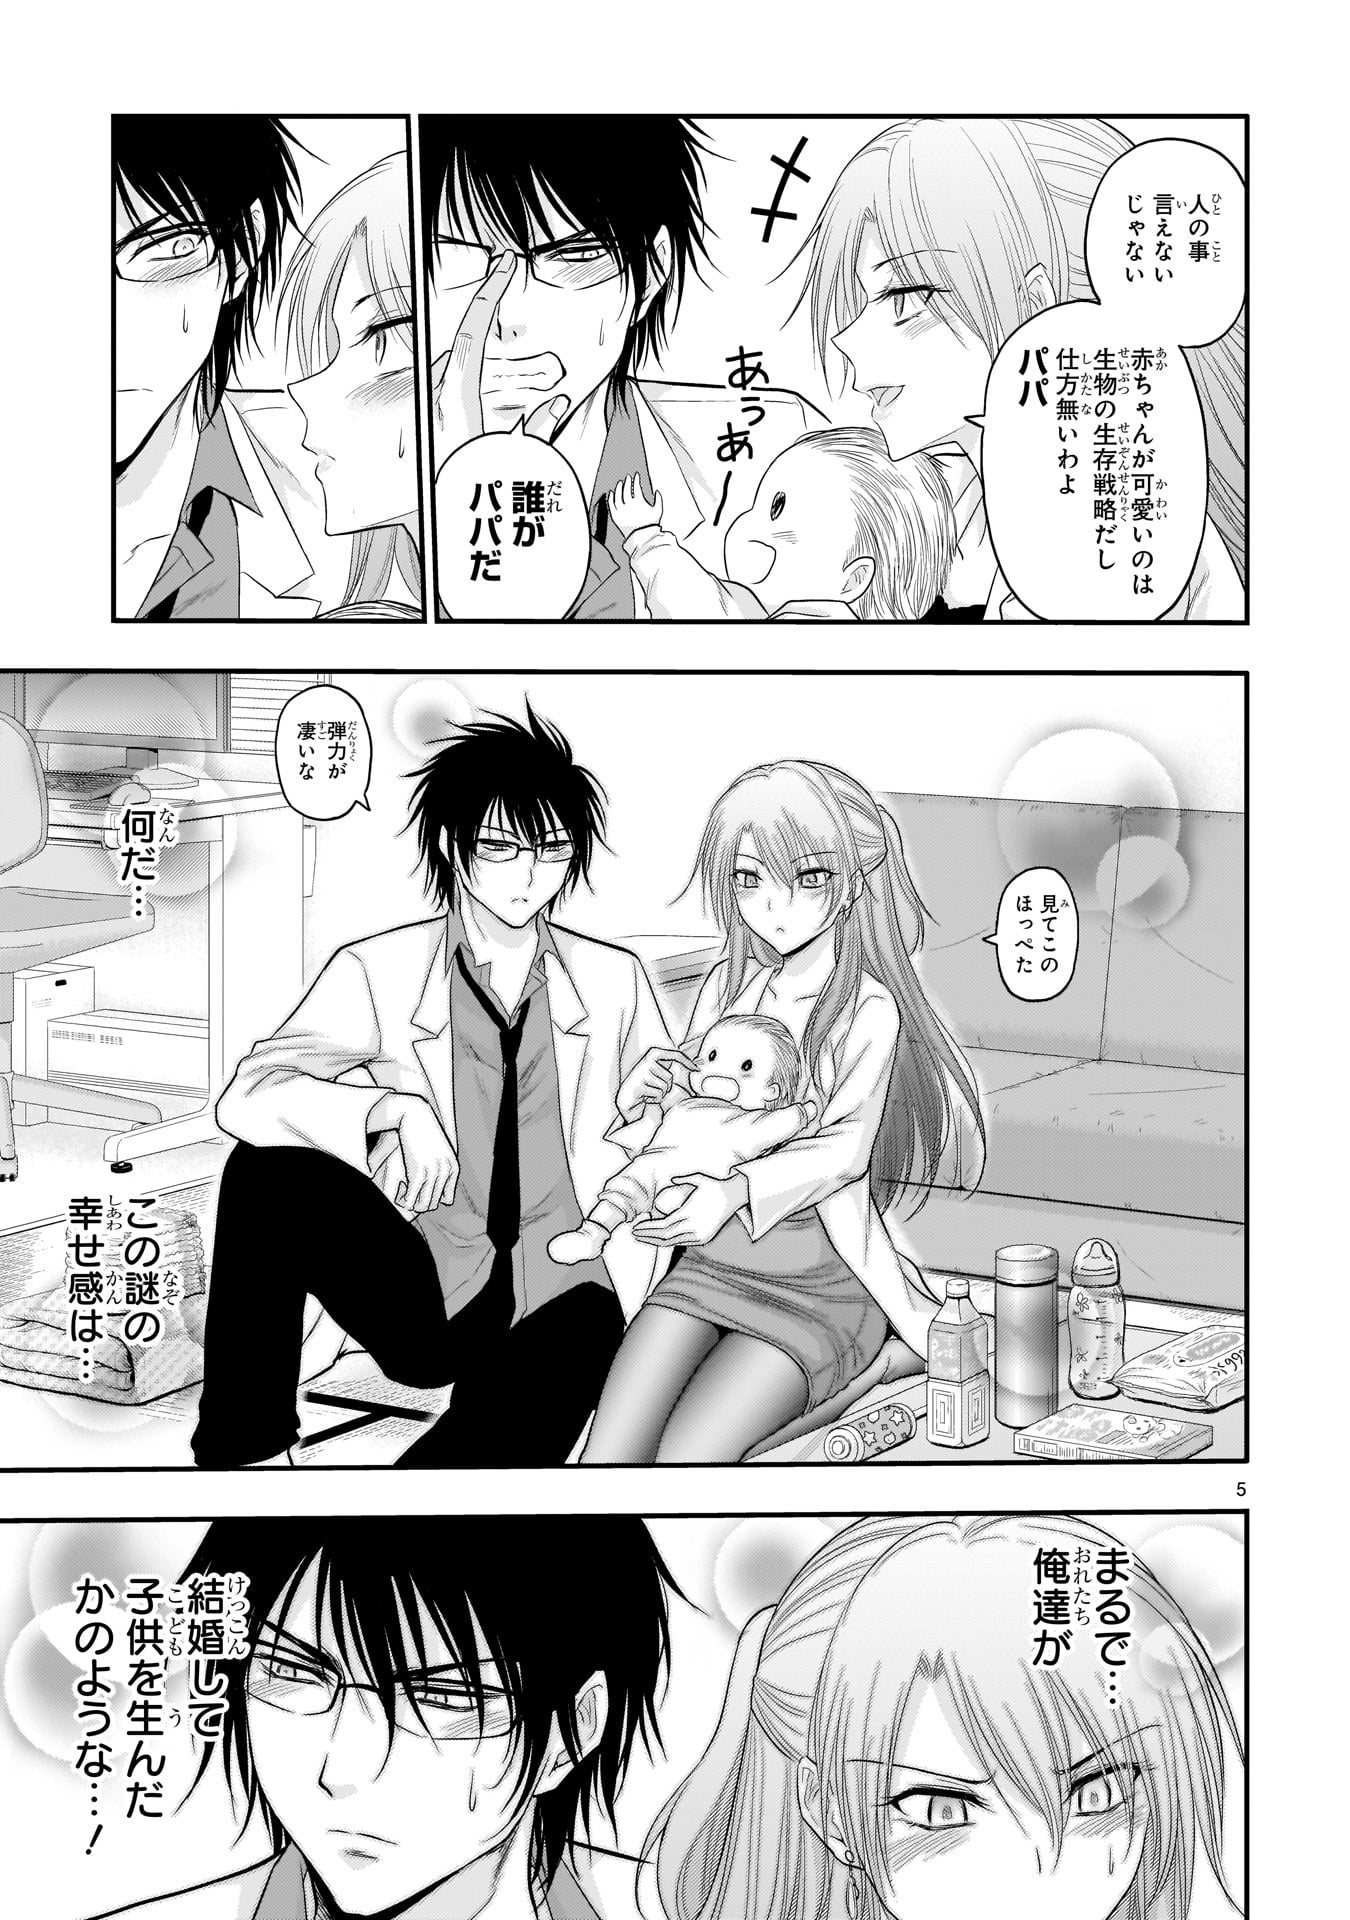 人の事
言えない
じゃない
赤ちゃんが可愛いのは
生物の生存戦略だし
仕方無いわよ
パパ
あぅあー
誰が
パパだ
見てこの
ほっぺた
弾力が
凄いな
何だ…
この謎の
幸せ感は…
5
まるで…
俺達が
結婚して
子供を生んだ
かのような…!